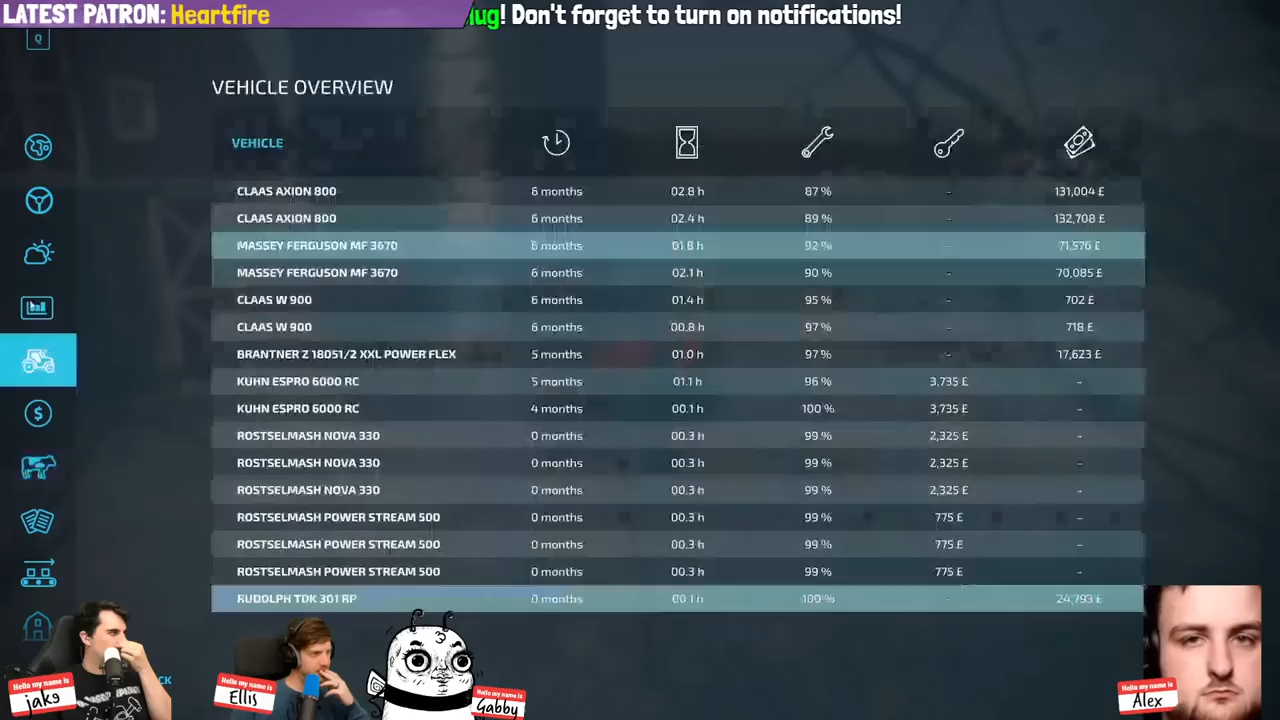 LATEST PATRON: Heartfire
! Don't forget to turn on notifications!
Q
VEHICLE OVERVIEW
VEHICLE
CLAAS AXION 800 6 months 02.8 h 87 % - 131,004 £
CLAAS AXION 800 6 months 02.4 h 89 % - 132,708 £
MASSEY FERGUSON MF 3670 6 months 01.8 h 92 % - 71,576 £
MASSEY FERGUSON MF 3670 6 months 02.1 h 90 % - 70,085 £
CLAAS W 900 6 months 01.4 h 95 % - 702 £
CLAAS W 900 6 months 00.8 h 97 % - 718 £
BRANTNER Z 18051/2 XXL POWER FLEX 5 months 01.0 h 97 % - 17,623 £
KUHN ESPRO 6000 RC 5 months 01.1 h 96 % 3,735 £ -
KUHN ESPRO 6000 RC 4 months 00.1 h 100 % 3,735 £ -
ROSTSELMASH NOVA 330 0 months 00.3 h 99 % 2,325 £ -
ROSTSELMASH NOVA 330 0 months 00.3 h 99 % 2,325 £ -
ROSTSELMASH NOVA 330 0 months 00.3 h 99 % 2,325 £ -
ROSTSELMASH POWER STREAM 500 0 months 00.3 h 99 % 775 £ -
ROSTSELMASH POWER STREAM 500 0 months 00.3 h 99 % 775 £ -
ROSTSELMASH POWER STREAM 500 0 months 00.3 h 99 % 775 £ -
RUDOLPH TDK 301 RP 0 months 00.1 h 100 % - 24,793 £
Hello my name is
jake
Hello my name is
Ellis
Hello my name is
Gabby
Hello my name is
Alex